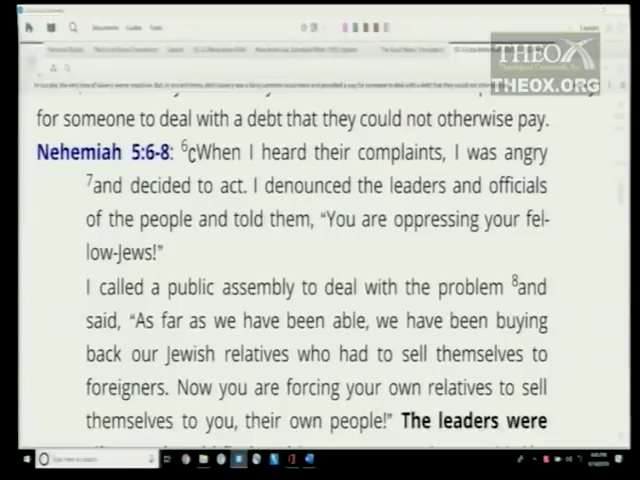 Documents Guides Tools
THEOX
THEOX.ORG
for someone to deal with a debt that they could not otherwise pay.
Nehemiah 5:6-8: 6cWhen I heard their complaints, I was angry
7and decided to act. I denounced the leaders and officials
of the people and told them, “You are oppressing your fel-
low-Jews!”
I called a public assembly to deal with the problem 8and
said, “As far as we have been able, we have been buying
back our Jewish relatives who had to sell themselves to
foreigners. Now you are forcing your own relatives to sell
themselves to you, their own people!” The leaders were